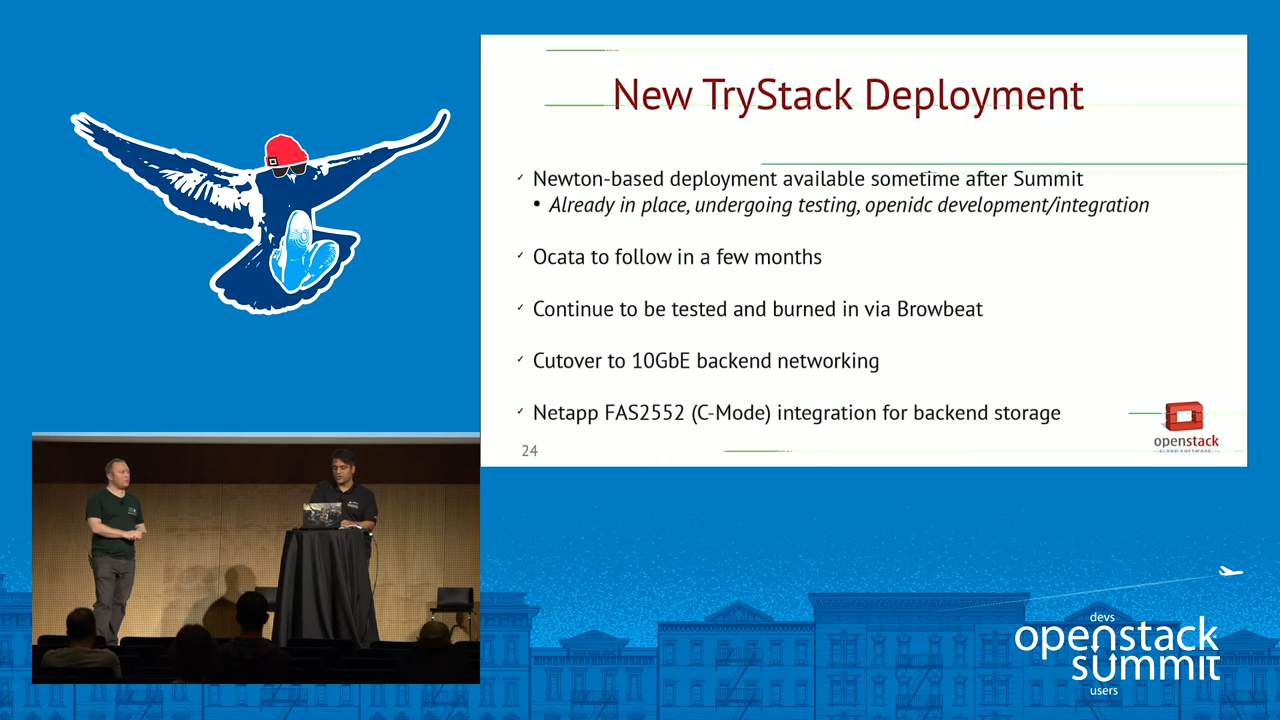 New TryStack Deployment
✓ Newton-based deployment available sometime after Summit
• Already in place, undergoing testing, openidc development/integration
✓ Ocata to follow in a few months
✓ Continue to be tested and burned in via Browbeat
✓ Cutover to 10GbE backend networking
✓ Netapp FAS2552 (C-Mode) integration for backend storage
24
openstack
CLOUD SOFTWARE
devs
openstack
summit
users